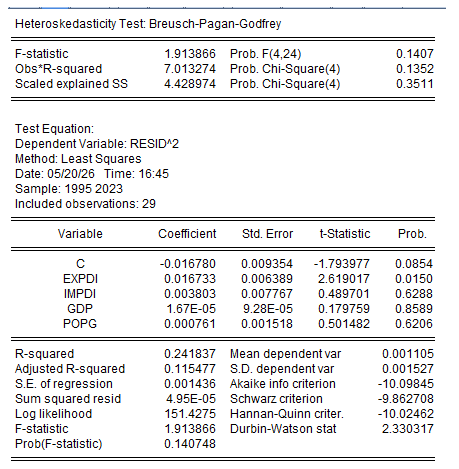 Heteroskedasticity Test: Breusch-Pagan-Godfrey
F-statistic 1.913866 Prob. F(4,24) 0.1407
Obs*R-squared 7.013274 Prob. Chi-Square(4) 0.1352
Scaled explained SS 4.428974 Prob. Chi-Square(4) 0.3511
Test Equation:
Dependent Variable: RESID^2
Method: Least Squares
Date: 05/20/26 Time: 16:45
Sample: 1995 2023
Included observations: 29
Variable Coefficient Std. Error t-Statistic Prob.
C -0.016780 0.009354 -1.793977 0.0854
EXPDI 0.016733 0.006389 2.619017 0.0150
IMPDI 0.003803 0.007767 0.489701 0.6288
GDP 1.67E-05 9.28E-05 0.179759 0.8589
POPG 0.000761 0.001518 0.501482 0.6206
R-squared 0.241837 Mean dependent var 0.001105
Adjusted R-squared 0.115477 S.D. dependent var 0.001527
S.E. of regression 0.001436 Akaike info criterion -10.09845
Sum squared resid 4.95E-05 Schwarz criterion -9.862708
Log likelihood 151.4275 Hannan-Quinn criter. -10.02462
F-statistic 1.913866 Durbin-Watson stat 2.330317
Prob(F-statistic) 0.140748